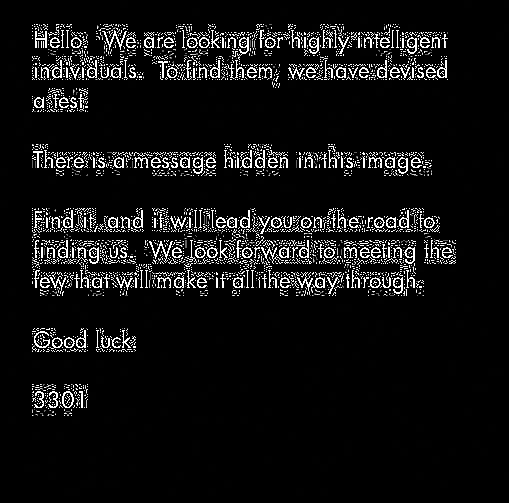 Hello. We are looking for highly intelligent
individuals. To find them, we have devised
a test.
There is a message hidden in this image.
Find it, and it will lead you on the road to
finding us. We look forward to meeting the
few that will make it all the way through.
Good luck.
3301